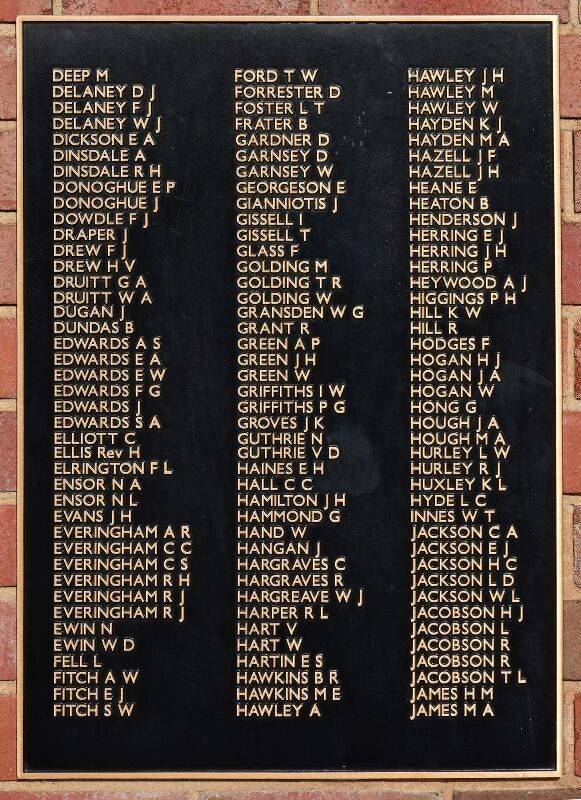 DEEP M
DELANEY D J
DELANEY F J
DELANEY W J
DICKSON E A
DINSDALE A
DINSDALE R H
DONOGHUE E P
DONOGHUE J
DOWDLE F J
DRAPER J
DREW F J
DREW H V
DRUITT G A
DRUITT W A
DUGAN J
DUNDAS B
EDWARDS A S
EDWARDS E A
EDWARDS E W
EDWARDS F G
EDWARDS J
EDWARDS S A
ELLIOTT C
ELLIS Rev H
ELRINGTON F L
ENSOR N A
ENSOR N L
EVANS J H
EVERINGHAM A R
EVERINGHAM C C
EVERINGHAM C S
EVERINGHAM R H
EVERINGHAM R J
EVERINGHAM R J
EWIN N
EWIN W D
FELL L
FITCH A W
FITCH E J
FITCH S W
FORD T W
FORRESTER D
FOSTER L T
FRATER B
GARDNER D
GARNSEY D
GARNSEY W
GEORGESON E
GIANNIOTIS J
GISSELL I
GISSELL T
GLASS F
GOLDING M
GOLDING T R
GOLDING W
GRANSDEN W G
GRANT R
GREEN A P
GREEN J H
GREEN W
GRIFFITHS I W
GRIFFITHS P G
GROVES J K
GUTHRIE N
GUTHRIE V D
HAINES E H
HALL C C
HAMILTON J H
HAMMOND G
HAND W
HANGAN J
HARGRAVES C
HARGRAVES R
HARGREAVE W J
HARPER R L
HART V
HART W
HARTIN E S
HAWKINS B R
HAWKINS M E
HAWLEY A
HAWLEY J H
HAWLEY M
HAWLEY W
HAYDEN K J
HAYDEN M A
HAZELL J F
HAZELL J H
HEANE E
HEATON B
HENDERSON J
HERRING E J
HERRING J H
HERRING P
HEYWOOD A J
HIGGINGS P H
HILL K W
HILL R
HODGES F
HOGAN H J
HOGAN J A
HOGAN W
HONG G
HOUGH J A
HOUGH M A
HURLEY L W
HURLEY R J
HUXLEY K L
HYDE L C
INNES W T
JACKSON C A
JACKSON E J
JACKSON H C
JACKSON L D
JACKSON W L
JACOBSON H J
JACOBSON L
JACOBSON R
JACOBSON R
JACOBSON T L
JAMES H M
JAMES M A